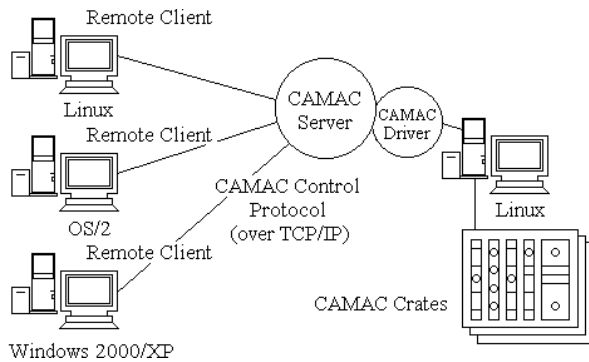 Remote Client
Linux
Remote Client
OS/2
Remote Client
Windows 2000/XP
CAMAC
Server
CAMAC
Driver
CAMAC Control
Protocol
(over TCP/IP)
Linux
CAMAC Crates